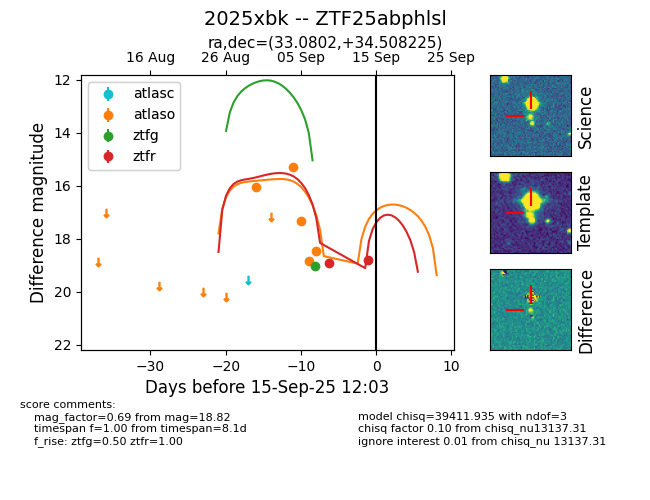 2025xbk -- ZTF25abphlsl
ra,dec=(33.0802,+34.508225)
16 Aug
26 Aug
05 Sep
15 Sep
25 Sep
atlasc
atlaso
ztfg
ztfr
12
14
16
18
20
22
Difference magnitude
−30
−20
−10
0
10
Days before 15-Sep-25 12:03
Science
Template
Difference
score comments:
mag_factor=0.69 from mag=18.82
timespan f=1.00 from timespan=8.1d
f_rise: ztfg=0.50 ztfr=1.00
model chisq=39411.935 with ndof=3
chisq factor 0.10 from chisq_nu13137.31
ignore interest 0.01 from chisq_nu 13137.31